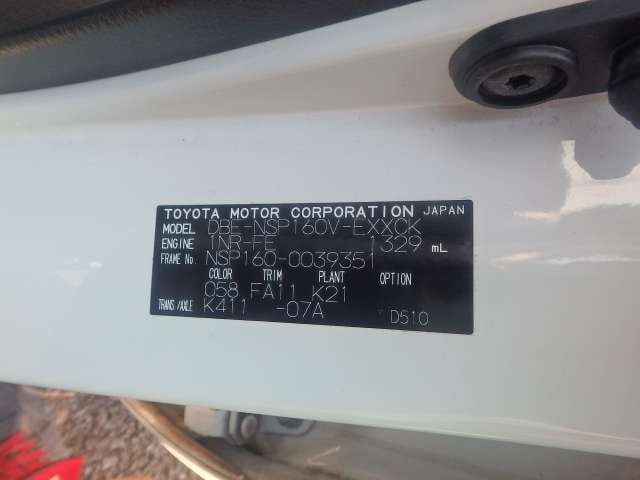 TOYOTA MOTOR CORPORATION JAPAN
MODEL DBE-NSP160V-EXXCK
ENGINE 1NR-FE 1329 mL
FRAME No. NSP160-0039351
COLOR TRIM PLANT OPTION
058 FA11 K21
TRANS/AXLE K411 -07A D510